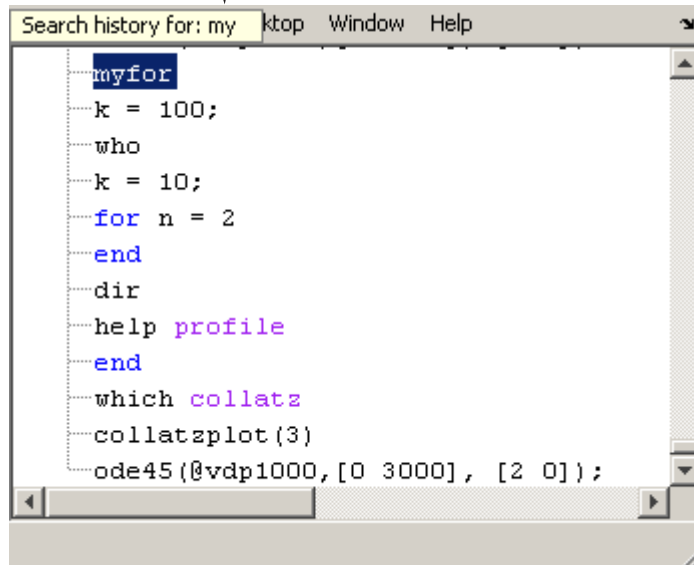 Search history for: my ktop Window Help
myfor
k = 100;
who
k = 10;
for n = 2
end
dir
help profile
end
which collatz
collatzplot(3)
ode45(@vdp1000,[0 3000], [2 0]);